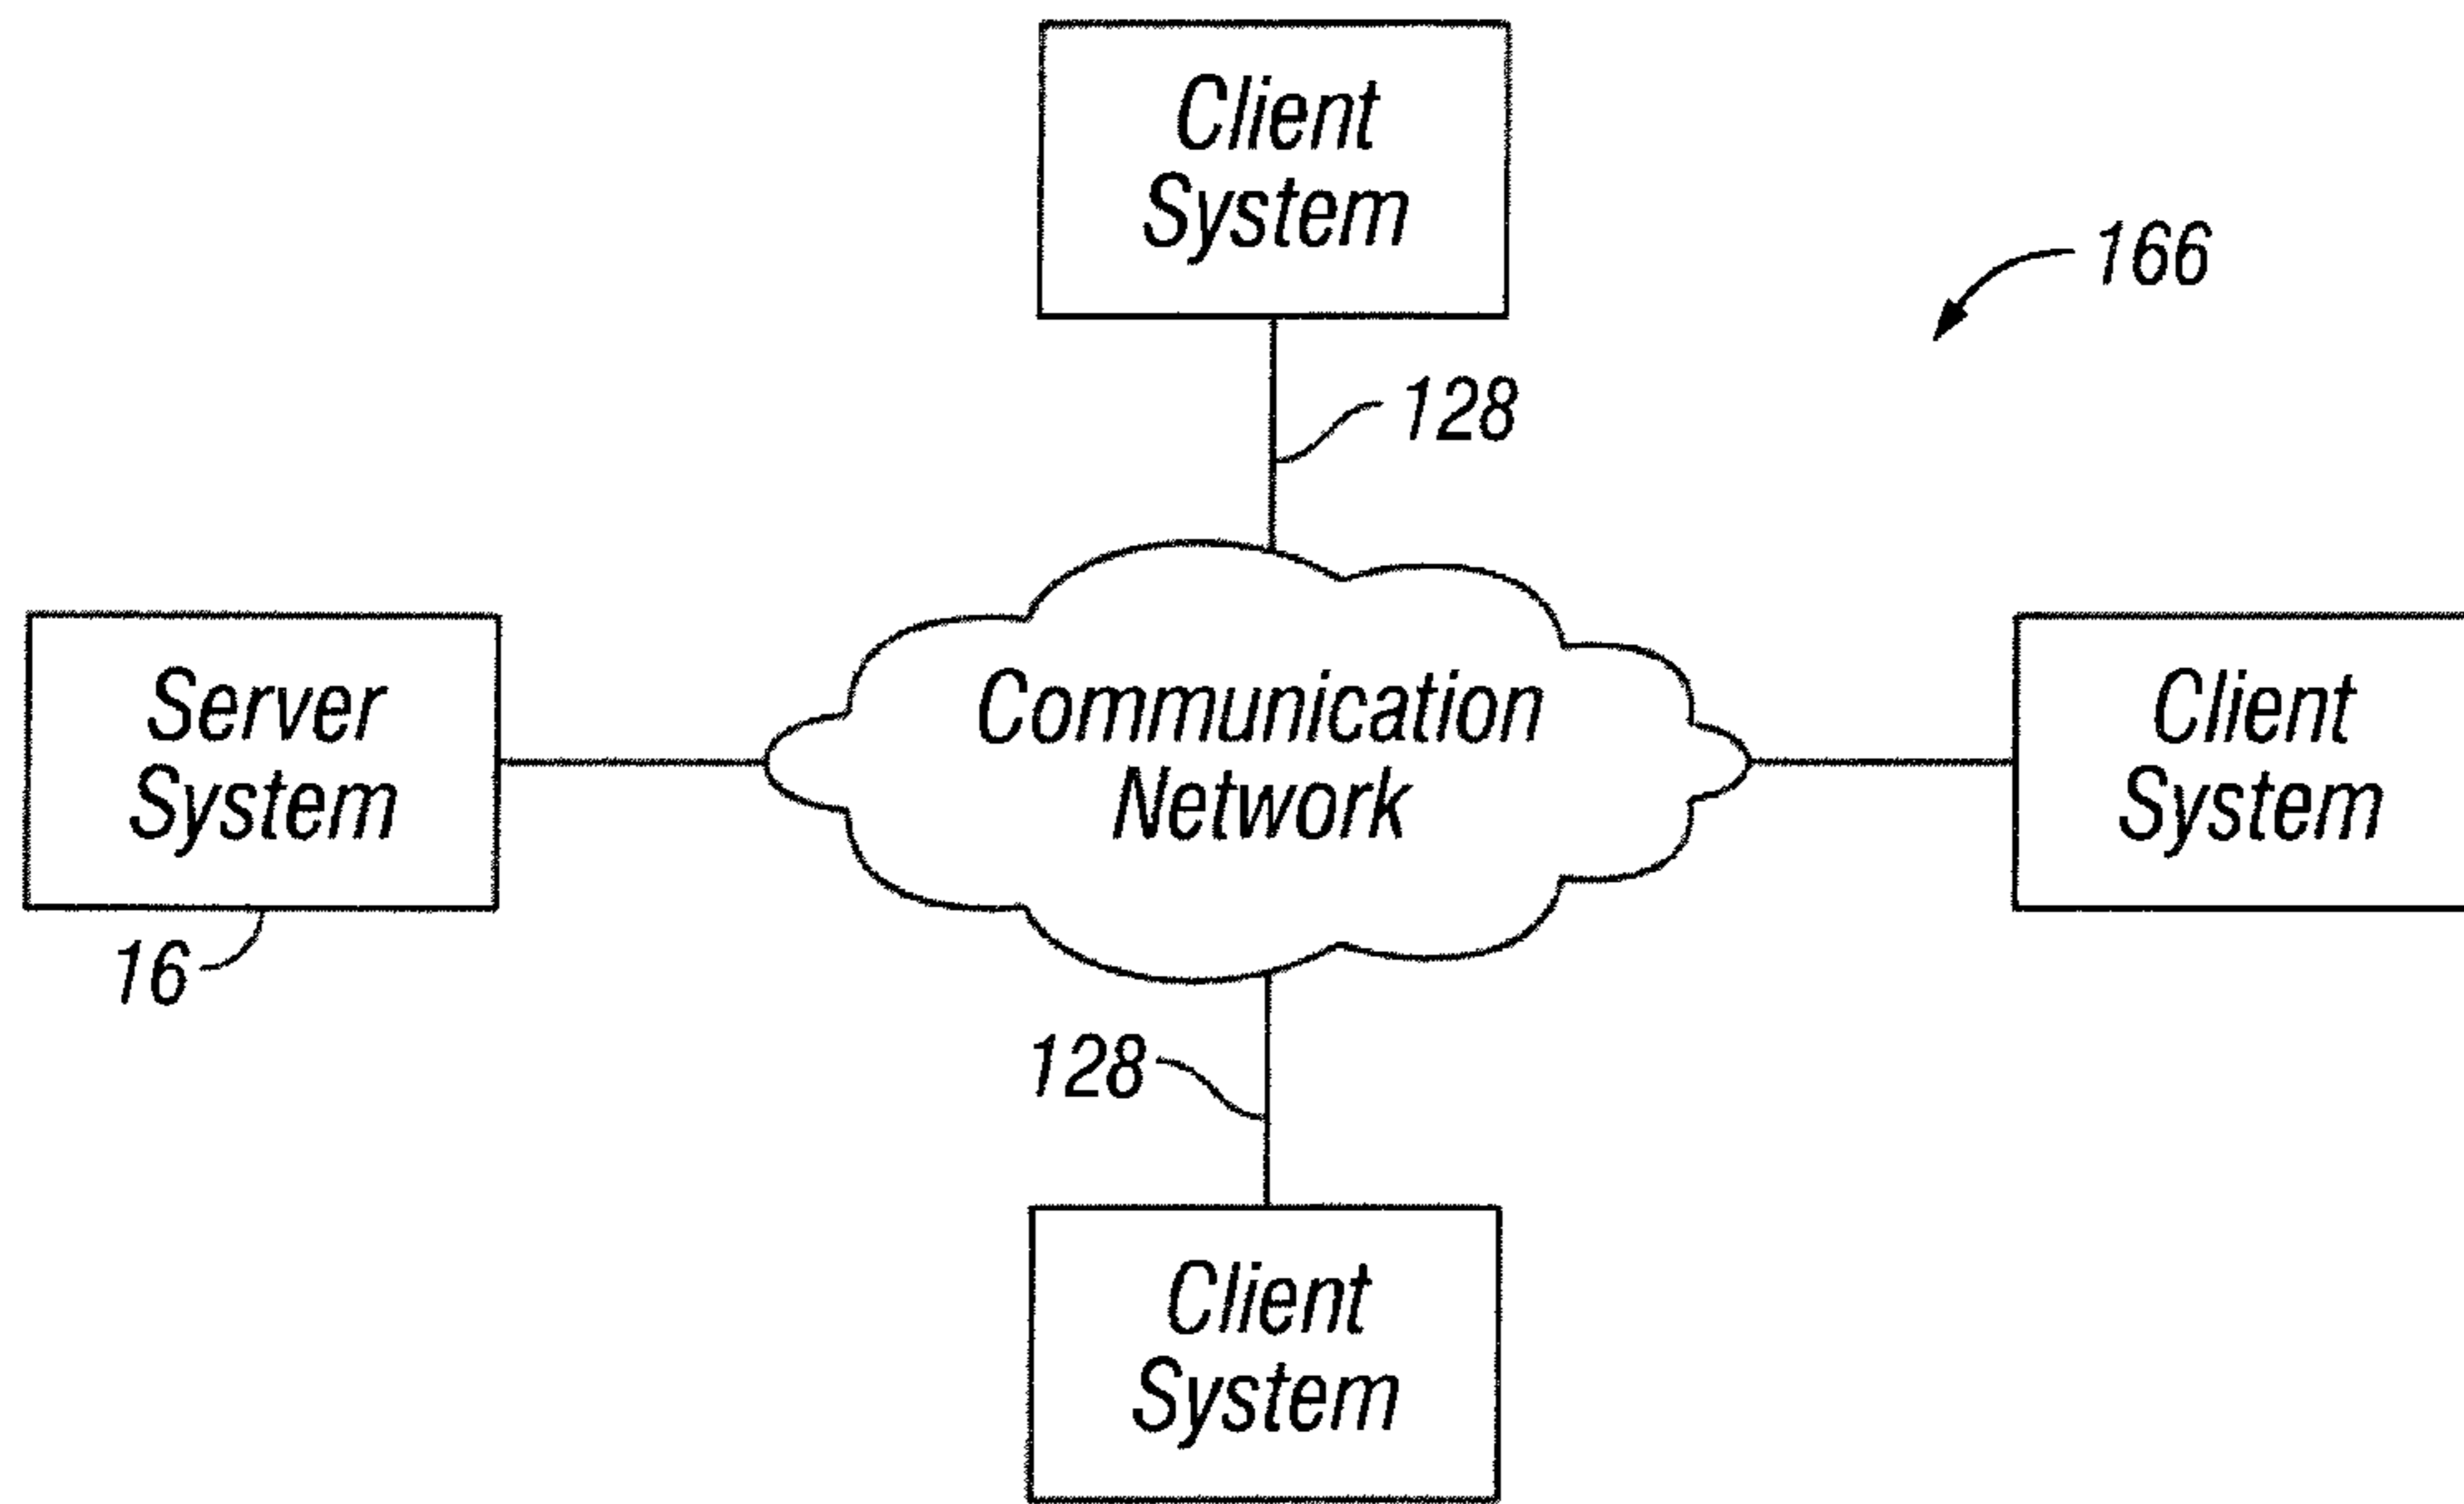 Client
System
166
128
Server
System
16
Communication
Network
Client
System
128
Client
System